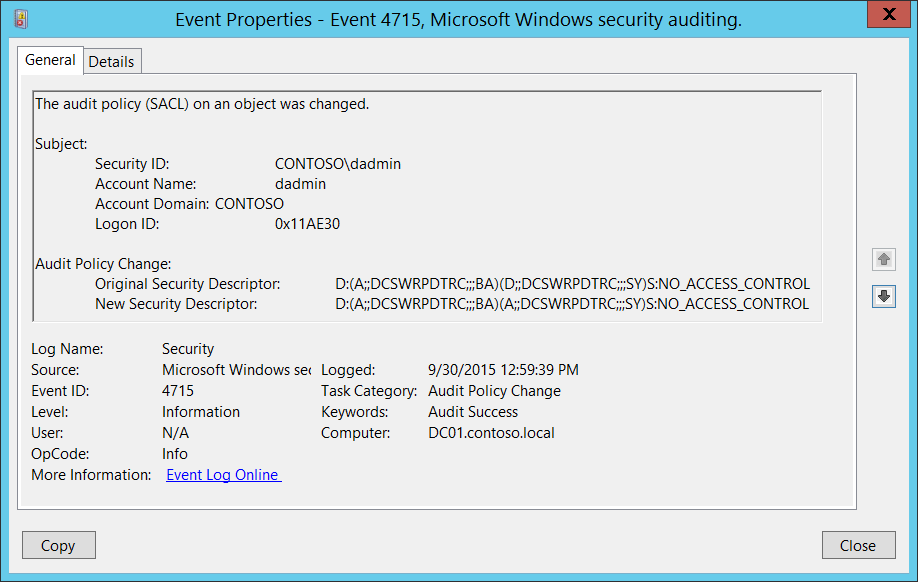 Event Properties - Event 4715, Microsoft Windows security auditing.
X
General Details
The audit policy (SACL) on an object was changed.
Subject:
Security ID: CONTOSO\dadmin
Account Name: dadmin
Account Domain: CONTOSO
Logon ID: 0x11AE30
Audit Policy Change:
Original Security Descriptor: D:(A;;DCSWRPDTRC;;;BA)(D;;DCSWRPDTRC;;;SY)S:NO_ACCESS_CONTROL
New Security Descriptor: D:(A;;DCSWRPDTRC;;;BA)(A;;DCSWRPDTRC;;;SY)S:NO_ACCESS_CONTROL
Log Name: Security
Source: Microsoft Windows sec Logged: 9/30/2015 12:59:39 PM
Event ID: 4715 Task Category: Audit Policy Change
Level: Information Keywords: Audit Success
User: N/A Computer: DC01.contoso.local
OpCode: Info
More Information: Event Log Online
Copy Close